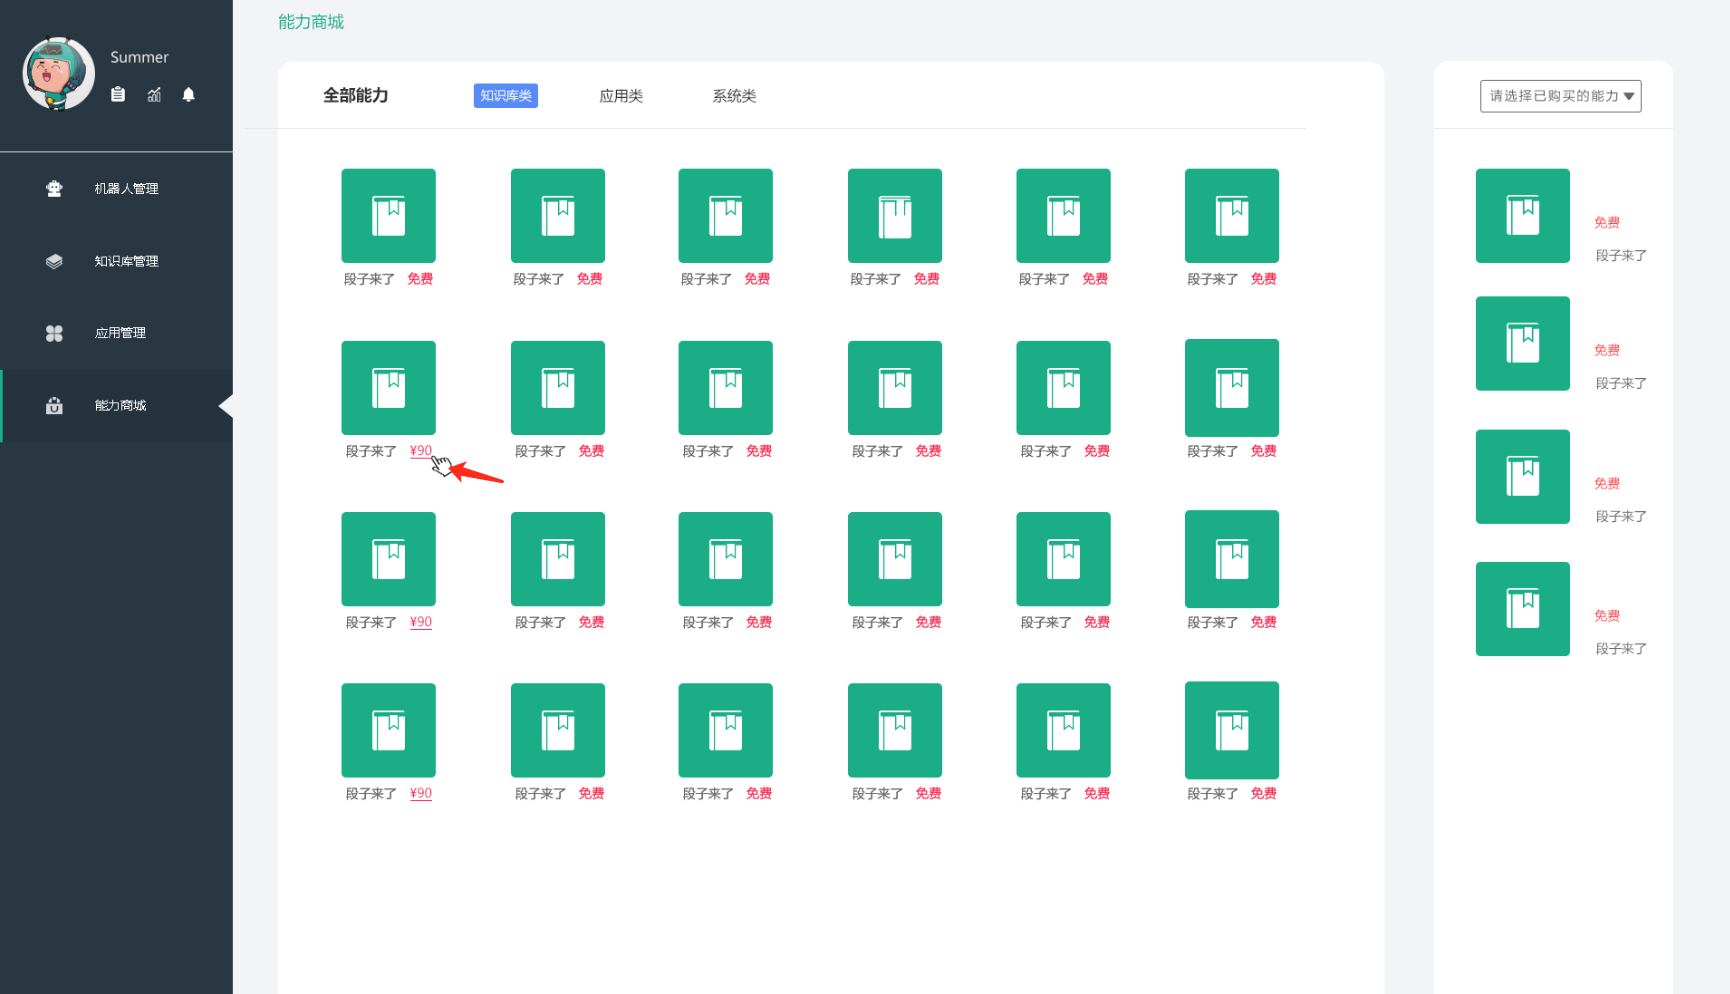 能力商城
Summer
全部能力 知识库类 应用类 系统类
请选择已购买的能力
机器人管理
知识库管理
应用管理
能力商城
段子来了 免费 段子来了 免费 段子来了 免费 段子来了 免费 段子来了 免费 段子来了 免费
段子来了 ¥90 段子来了 免费 段子来了 免费 段子来了 免费 段子来了 免费 段子来了 免费
段子来了 ¥90 段子来了 免费 段子来了 免费 段子来了 免费 段子来了 免费 段子来了 免费
段子来了 ¥90 段子来了 免费 段子来了 免费 段子来了 免费 段子来了 免费 段子来了 免费
免费
段子来了
免费
段子来了
免费
段子来了
免费
段子来了